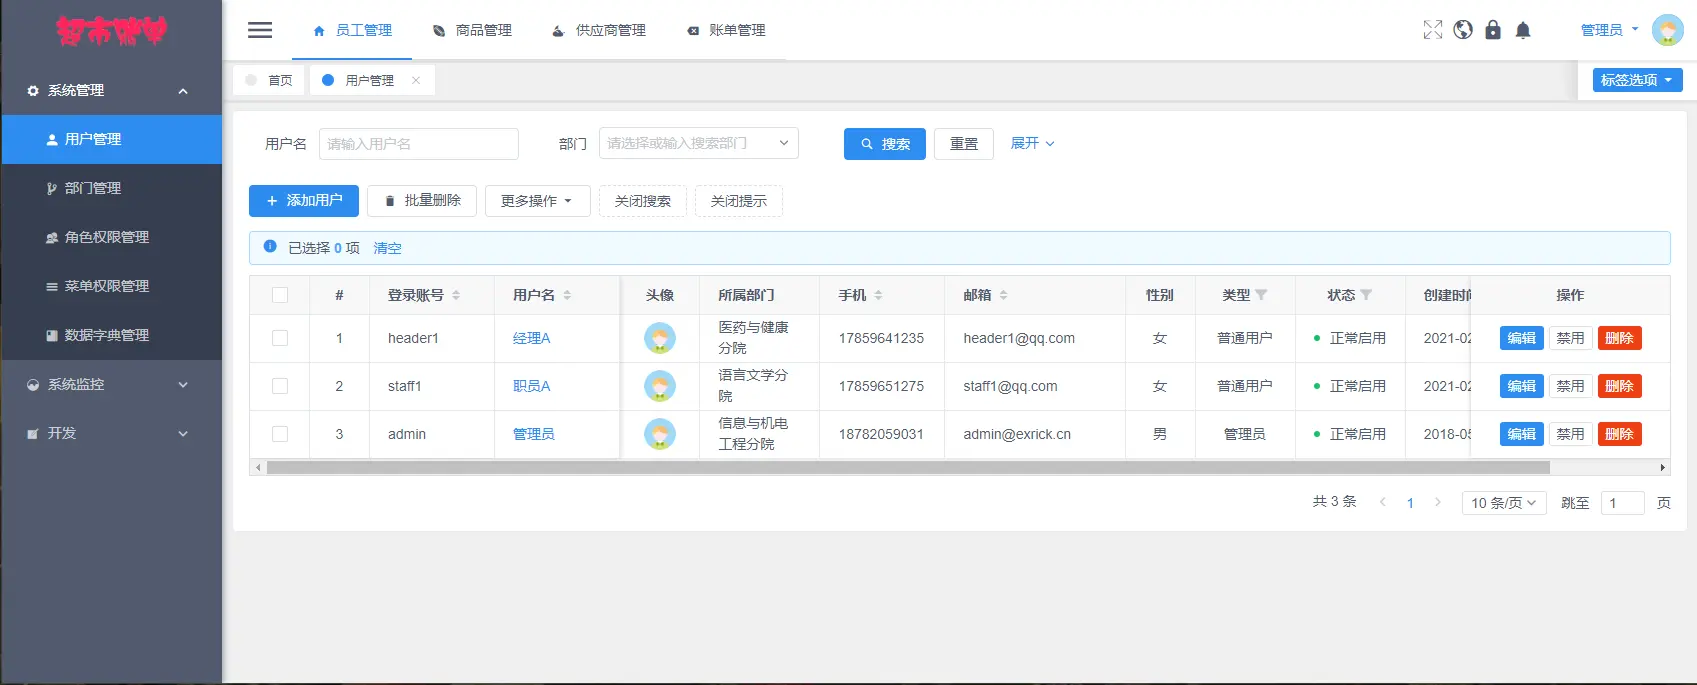 超市账单
员工管理
商品管理
供应商管理
账单管理
管理员
系统管理
用户管理
部门管理
角色权限管理
菜单权限管理
数据字典管理
系统监控
开发
首页
用户管理
标签选项
用户名 请输入用户名 部门 请选择或输入搜索部门 搜索 重置 展开
添加用户 批量删除 更多操作 关闭搜索 关闭提示
已选择 0 项 清空
# 登录账号 用户名 头像 所属部门 手机 邮箱 性别 类型 状态 创建时间 操作
1 header1 经理A 医药与健康分院 17859641235 header1@qq.com 女 普通用户 正常启用 2021-02 编辑 禁用 删除
2 staff1 职员A 语言文学分院 17859651275 staff1@qq.com 女 普通用户 正常启用 2021-02 编辑 禁用 删除
3 admin 管理员 信息与机电工程分院 18782059031 admin@exrick.cn 男 管理员 正常启用 2018-05 编辑 禁用 删除
共 3 条 1 10 条/页 跳至 1 页